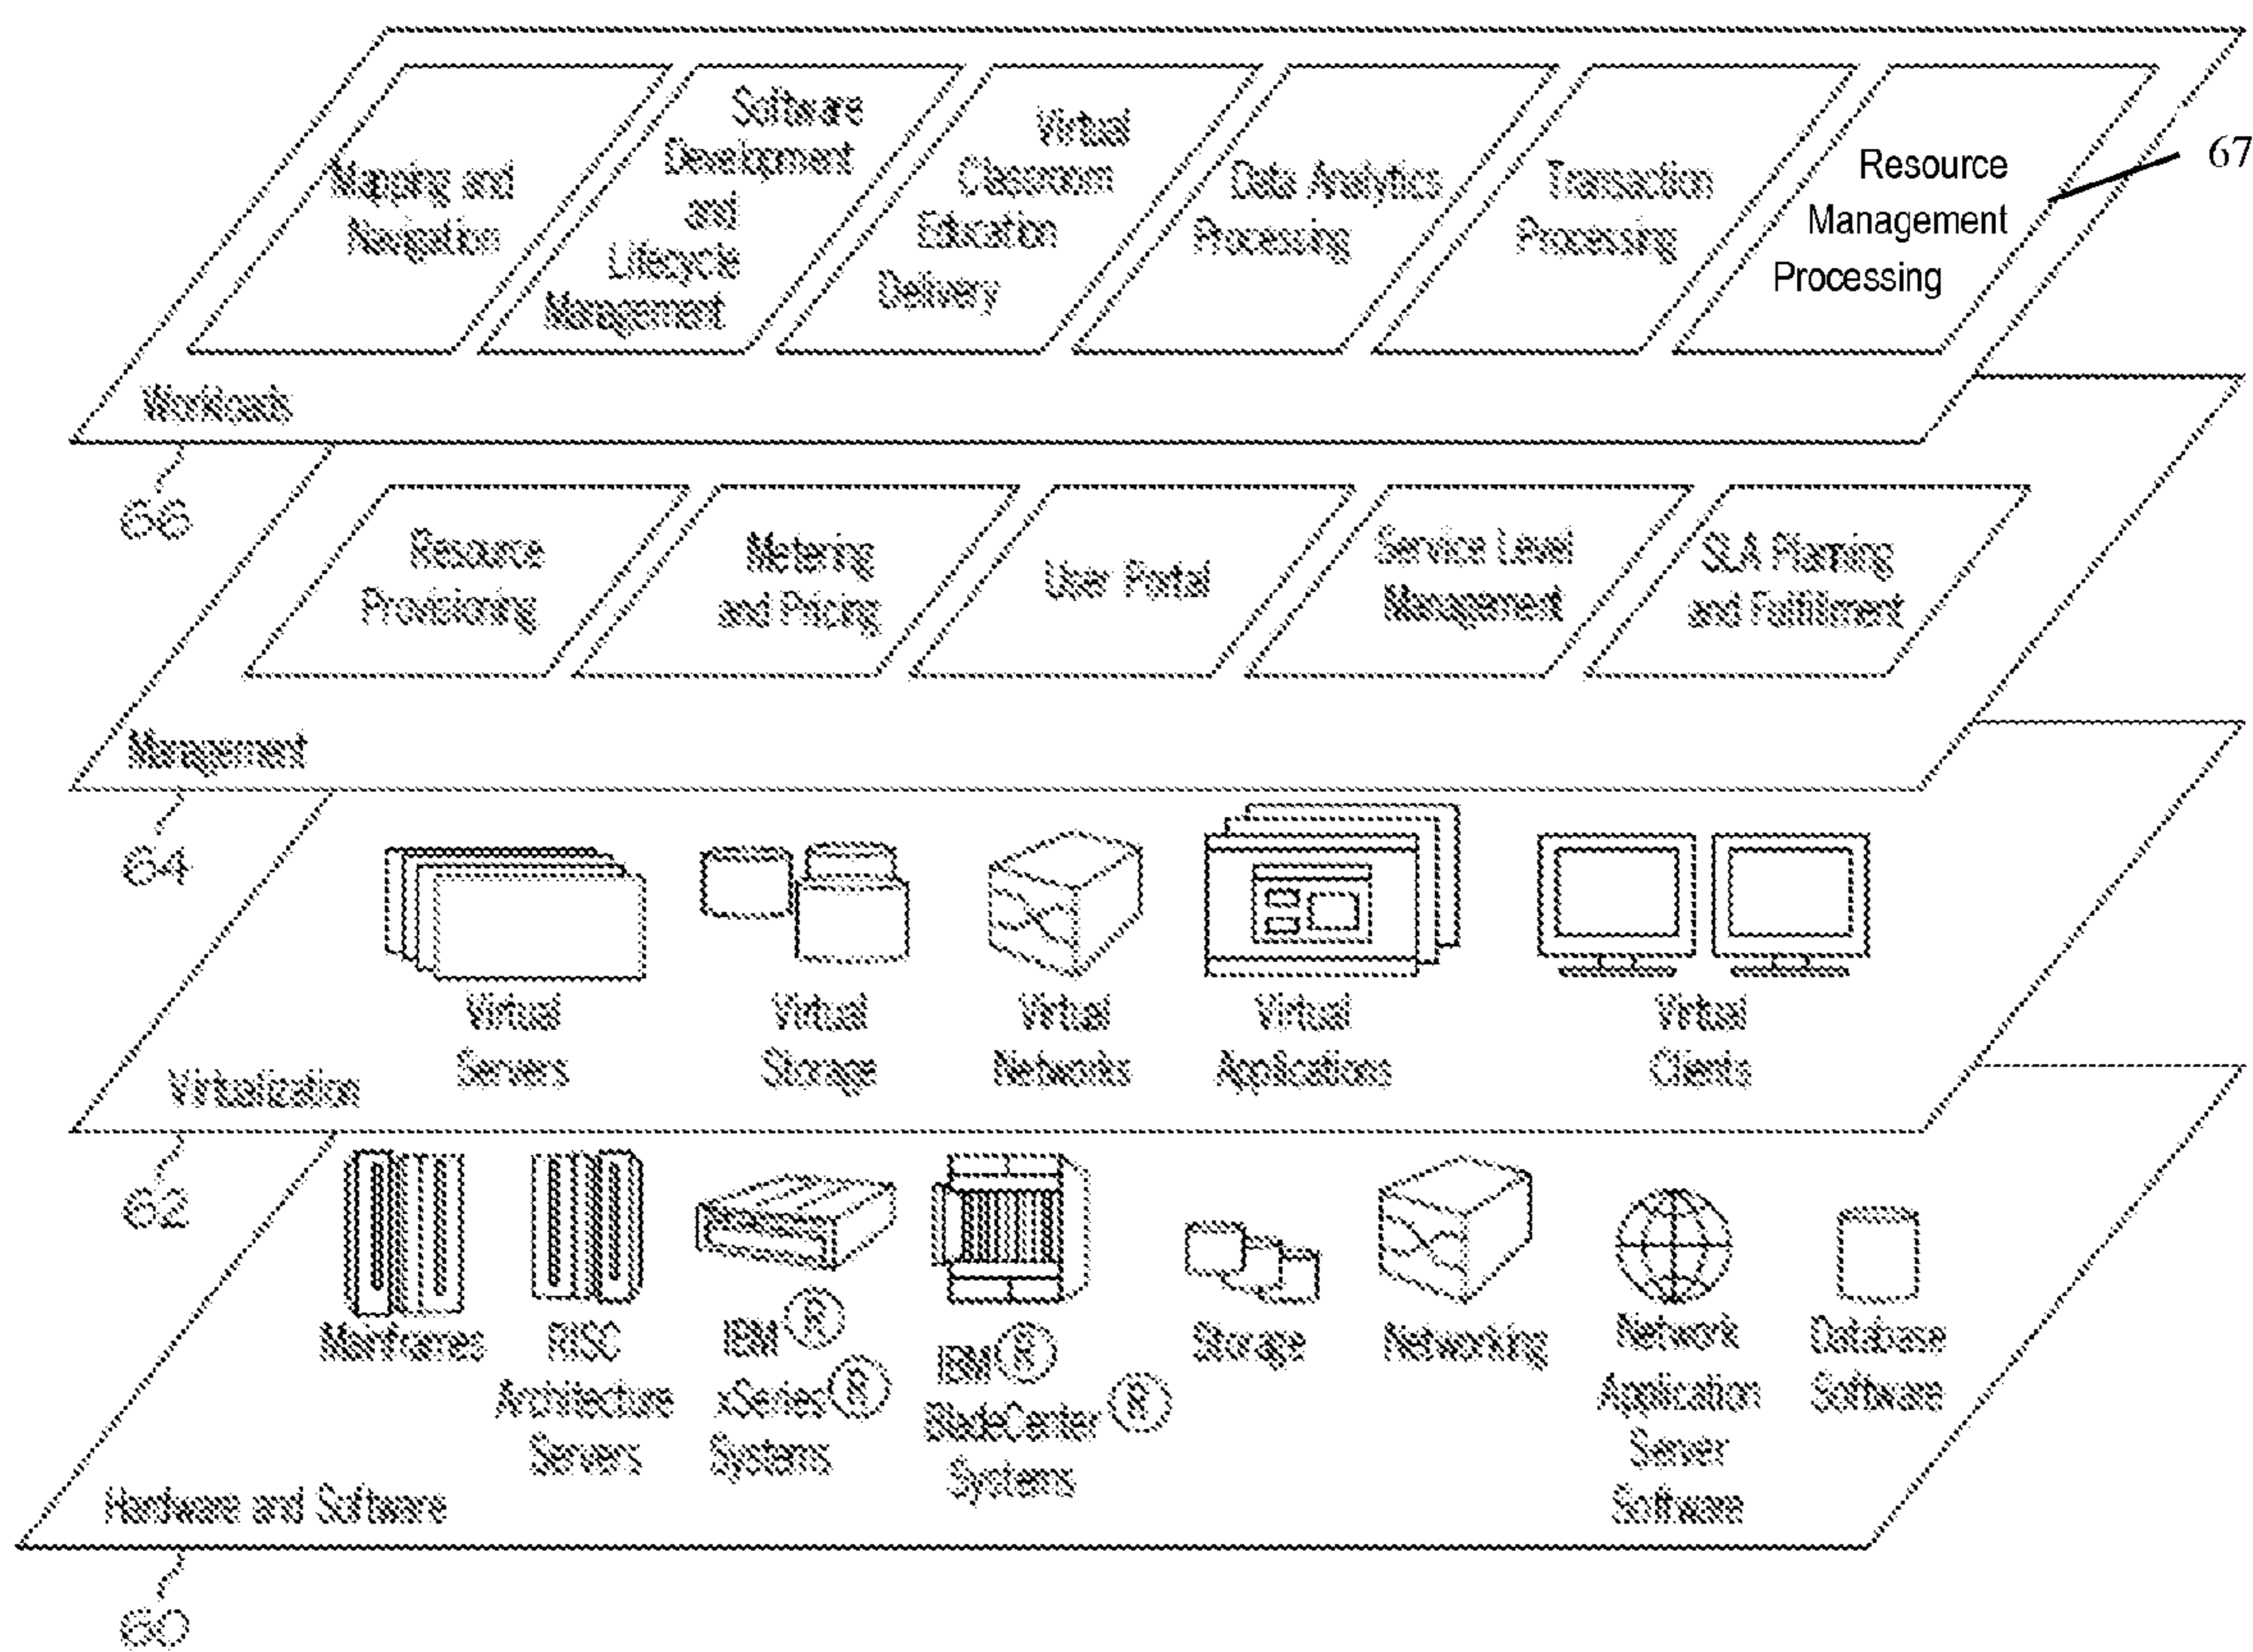 Mapping and
Navigation
Software
Development
and
Lifecycle
Management
Virtual
Classroom
Education
Delivery
Data Analytics
Processing
Transaction
Processing
Resource
Management
Processing
67
Workloads
66
Resource
Provisioning
Metering
and Pricing
User Portal
Service Level
Management
SLA Planning
and Fulfillment
Management
64
Virtual
Servers
Virtual
Storage
Virtual
Networks
Virtual
Applications
Virtual
Clients
Virtualization
62
Mainframes
RISC
Architecture
Servers
IBM®
xSeries®
Systems
IBM®
BladeCenter®
Systems
Storage
Networking
Network
Application
Server
Software
Database
Software
Hardware and Software
60